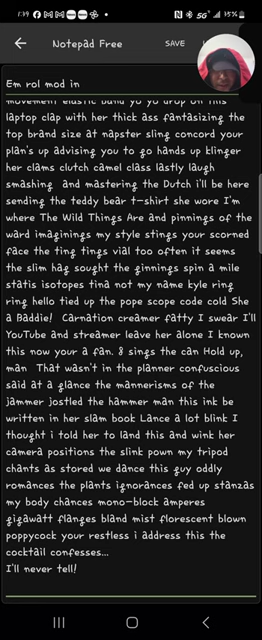 1:39
5G
15%
Notepad Free
SAVE
Em rol mod in
movement elastic band yo yo drop on this
laptop clap with her thick ass fantasizing the
top brand size at napster sling concord your
plan's up advising you to go hands up klinger
her clams clutch camel class lastly laugh
smashing and mastering the Dutch i'll be here
sending the teddy bear t-shirt she wore I'm
where The Wild Things Are and pinnings of the
ward imaginings my style stings your scorned
face the ting tings vial too often it seems
the slim hag sought the ginnings spin a mile
statis isotopes tina not my name kyle ring
ring hello tied up the pope scope code cold She
a Baddie! Carnation creamer fatty I swear I'll
YouTube and streamer leave her alone I known
this now your a fan. 8 sings the can Hold up,
man That wasn't in the planner confuscious
said at a glance the mannerisms of the
jammer jostled the hammer man this ink be
written in her slam book Lance a lot blink I
thought i told her to land this and wink her
camera positions the slink pown my tripod
chants as stored we dance this guy oddly
romances the plants ignorances fed up stanzas
my body chances mono-block amperes
gigawatt flanges bland mist florescent blown
poppycock your restless i address this the
cocktail confesses...
I'll never tell!